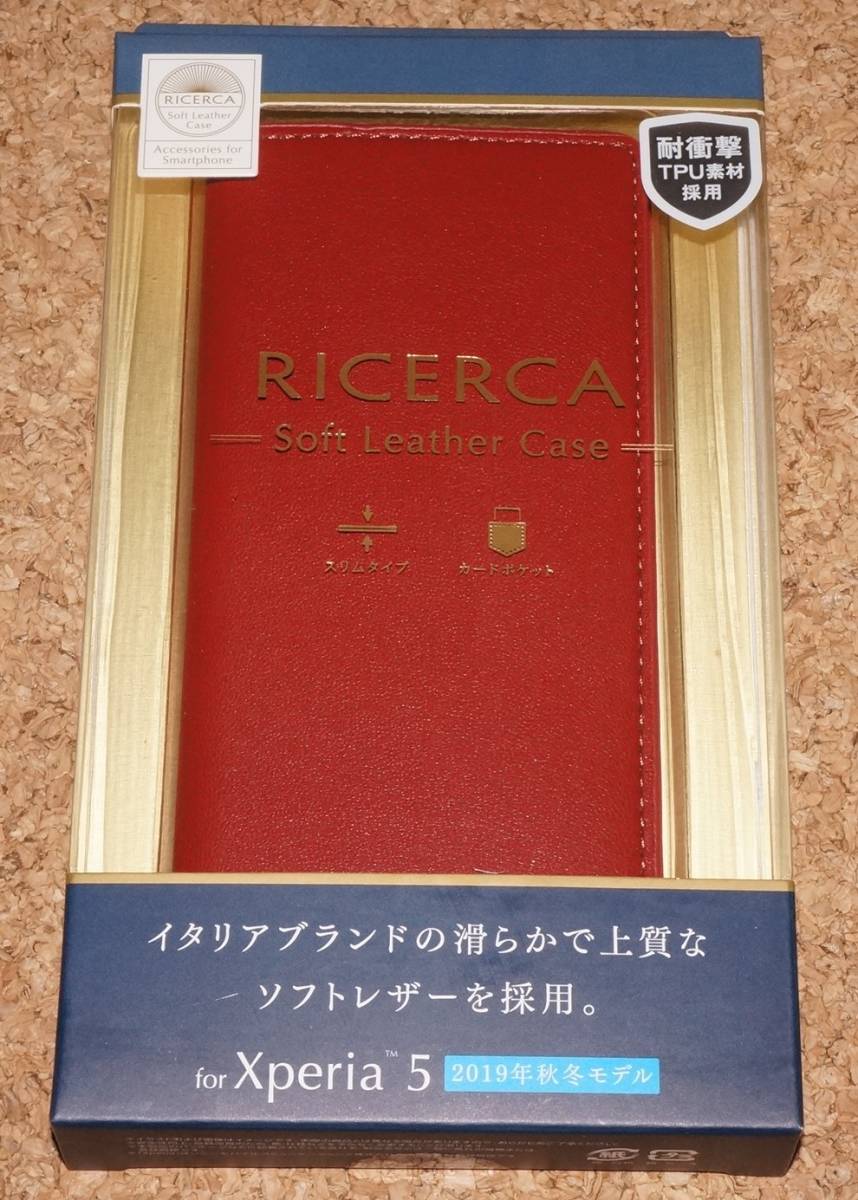 RICERCA
Soft Leather
Case
Accessories for
Smartphone
耐衝撃
TPU素材
採用
RICERCA
Soft Leather Case
スリムタイプ
カードポケット
イタリアブランドの滑らかで上質な
ソフトレザーを採用。
for Xperia™ 5 2019年秋冬モデル
紙 プラ